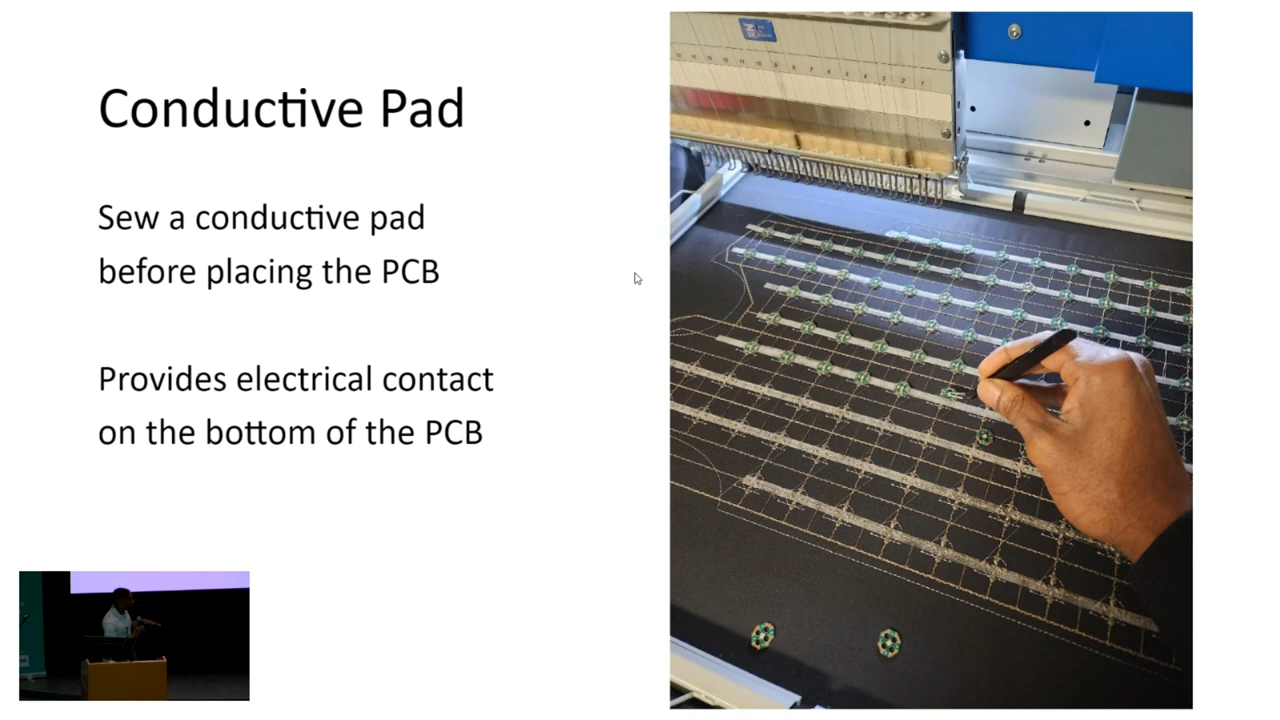 Conductive Pad
Sew a conductive pad
before placing the PCB
Provides electrical contact
on the bottom of the PCB